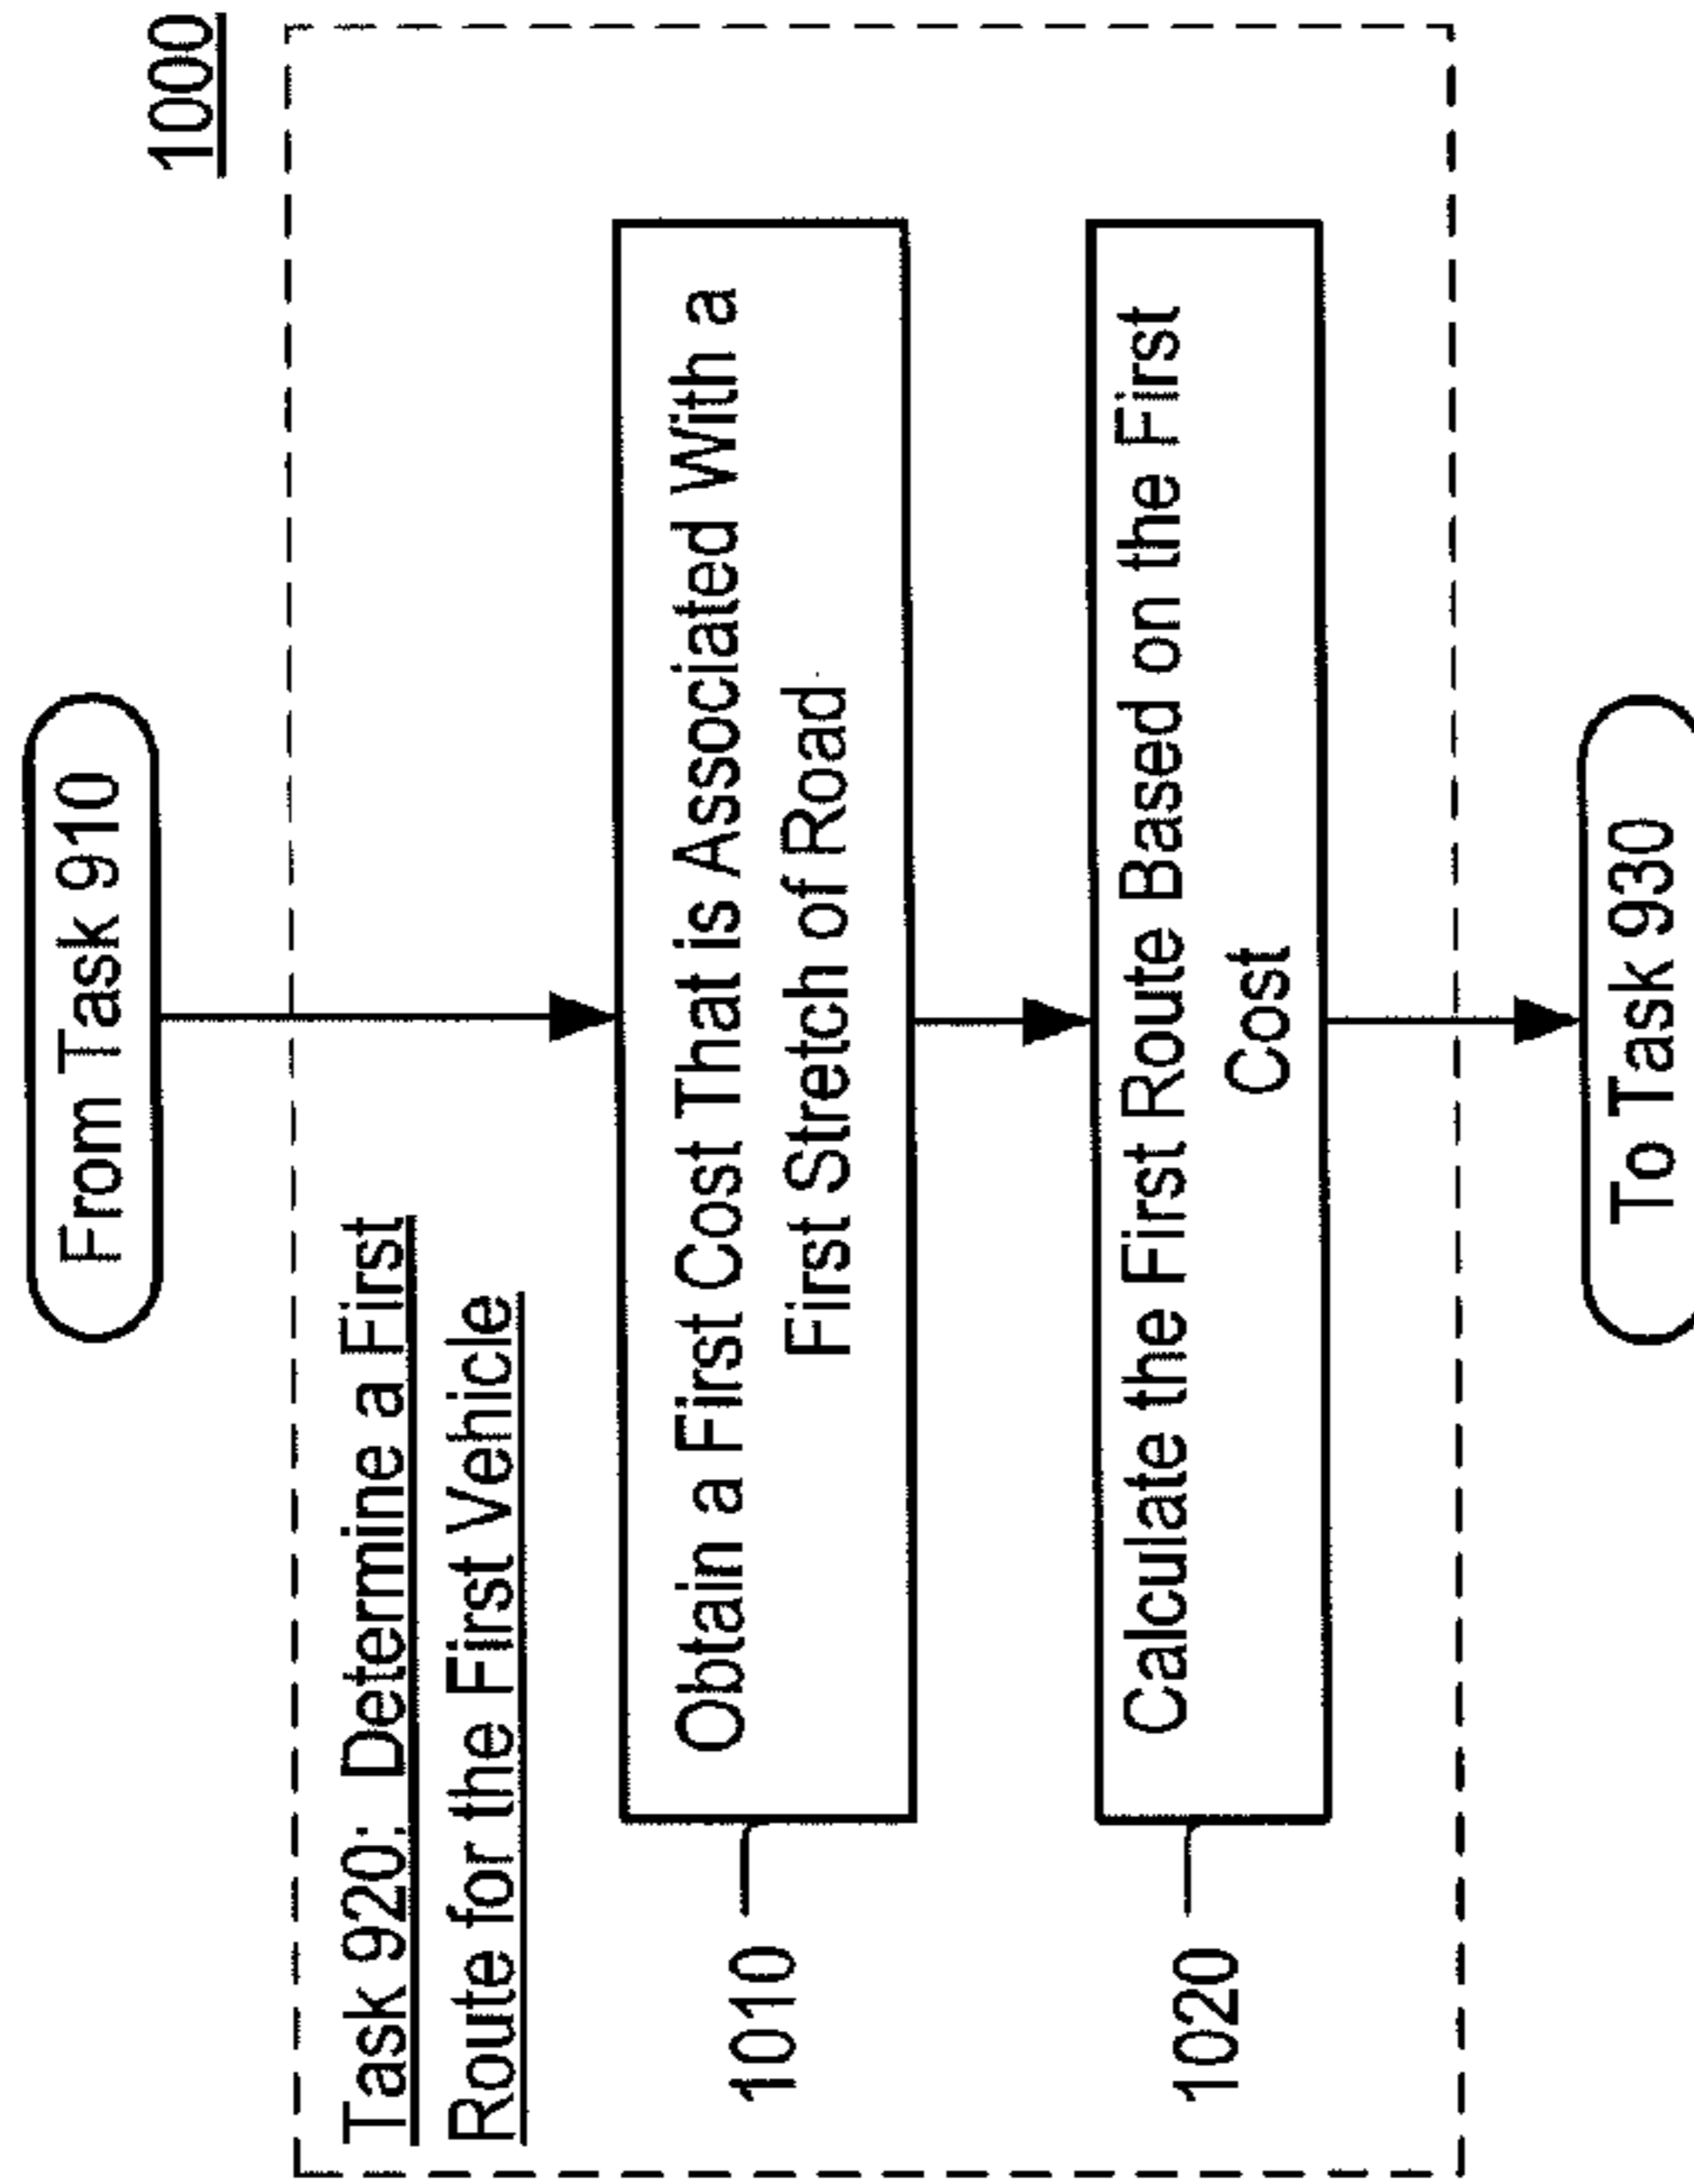 1000
From Task 910
Task 920: Determine a First
Route for the First Vehicle
1010
Obtain a First Cost That is Associated With a
First Stretch of Road
1020
Calculate the First Route Based on the First
Cost
To Task 930